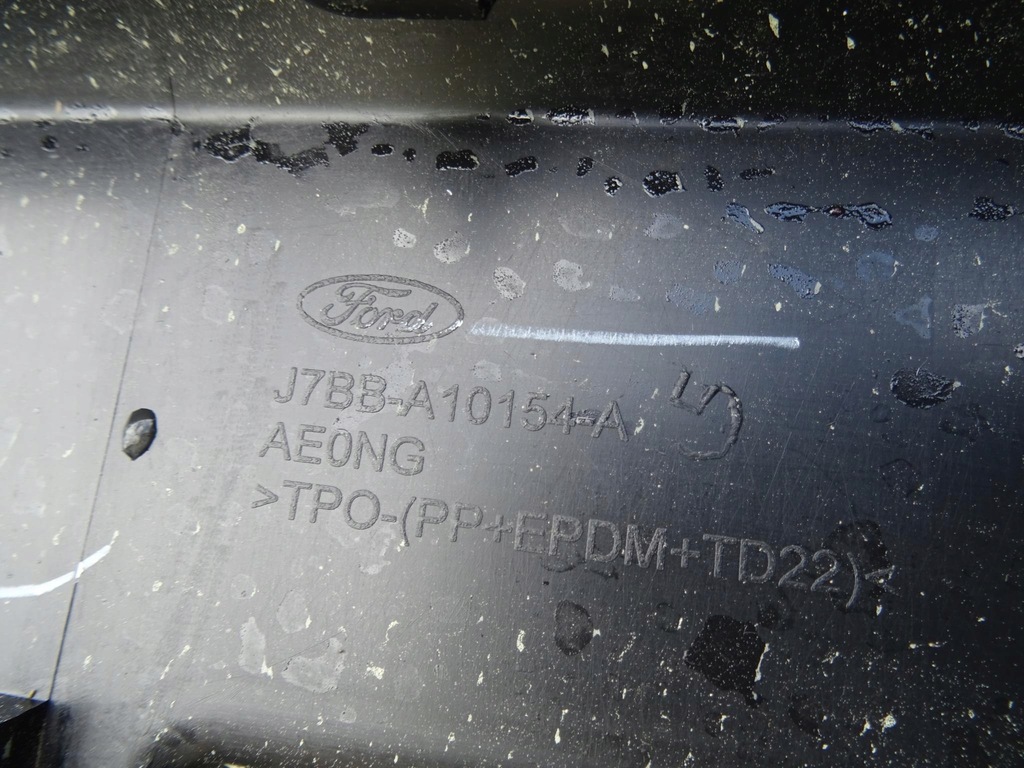 Ford
J7BB-A10154-A
AE0NG
>TPO-(PP+EPDM+TD22)<